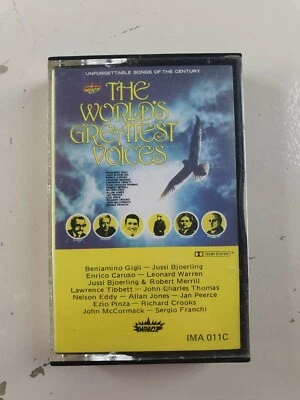 UNFORGETTABLE SONGS OF THE CENTURY
THE
WORLD'S
GREATEST
VOICES
Beniamino Gigli — Jussi Bjoerling
Enrico Caruso — Leonard Warren
Jussi Bjoerling & Robert Merrill
Lawrence Tibbett — John Charles Thomas
Nelson Eddy — Allan Jones — Jan Peerce
Ezio Pinza — Richard Crooks
John McCormack — Sergio Franchi
IMPACT
IMA 011C